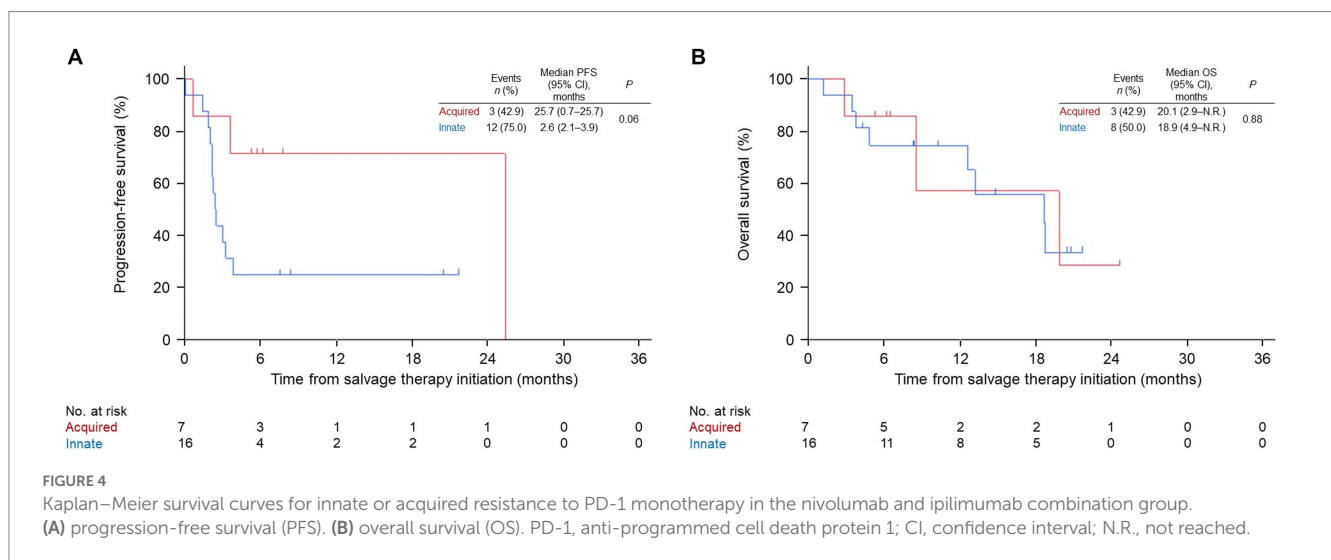 A
Progression-free survival (%)
100
80
60
40
20
0
0 6 12 18 24 30 36
Time from salvage therapy initiation (months)
Events n (%) Median PFS (95% CI), months P
Acquired 3 (42.9) 25.7 (0.7–25.7) 0.06
Innate 12 (75.0) 2.6 (2.1–3.9)
No. at risk
Acquired 7 3 1 1 1 0 0
Innate 16 4 2 2 0 0 0
B
Overall survival (%)
100
80
60
40
20
0
0 6 12 18 24 30 36
Time from salvage therapy initiation (months)
Events n (%) Median OS (95% CI), months P
Acquired 3 (42.9) 20.1 (2.9–N.R.) 0.88
Innate 8 (50.0) 18.9 (4.9–N.R.)
No. at risk
Acquired 7 5 2 2 1 0 0
Innate 16 11 8 5 0 0 0
FIGURE 4
Kaplan–Meier survival curves for innate or acquired resistance to PD-1 monotherapy in the nivolumab and ipilimumab combination group.
(A) progression-free survival (PFS). (B) overall survival (OS). PD-1, anti-programmed cell death protein 1; CI, confidence interval; N.R., not reached.